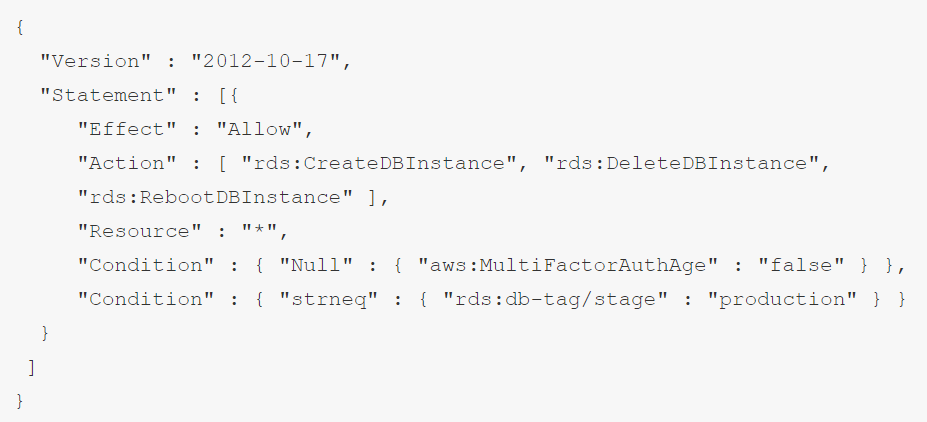 {
  "Version" : "2012-10-17",
  "Statement" : [{
     "Effect" : "Allow",
     "Action" : [ "rds:CreateDBInstance", "rds:DeleteDBInstance",
     "rds:RebootDBInstance" ],
     "Resource" : "*",
     "Condition" : { "Null" : { "aws:MultiFactorAuthAge" : "false" } },
     "Condition" : { "strneq" : { "rds:db-tag/stage" : "production" } }
  }
 ]
}